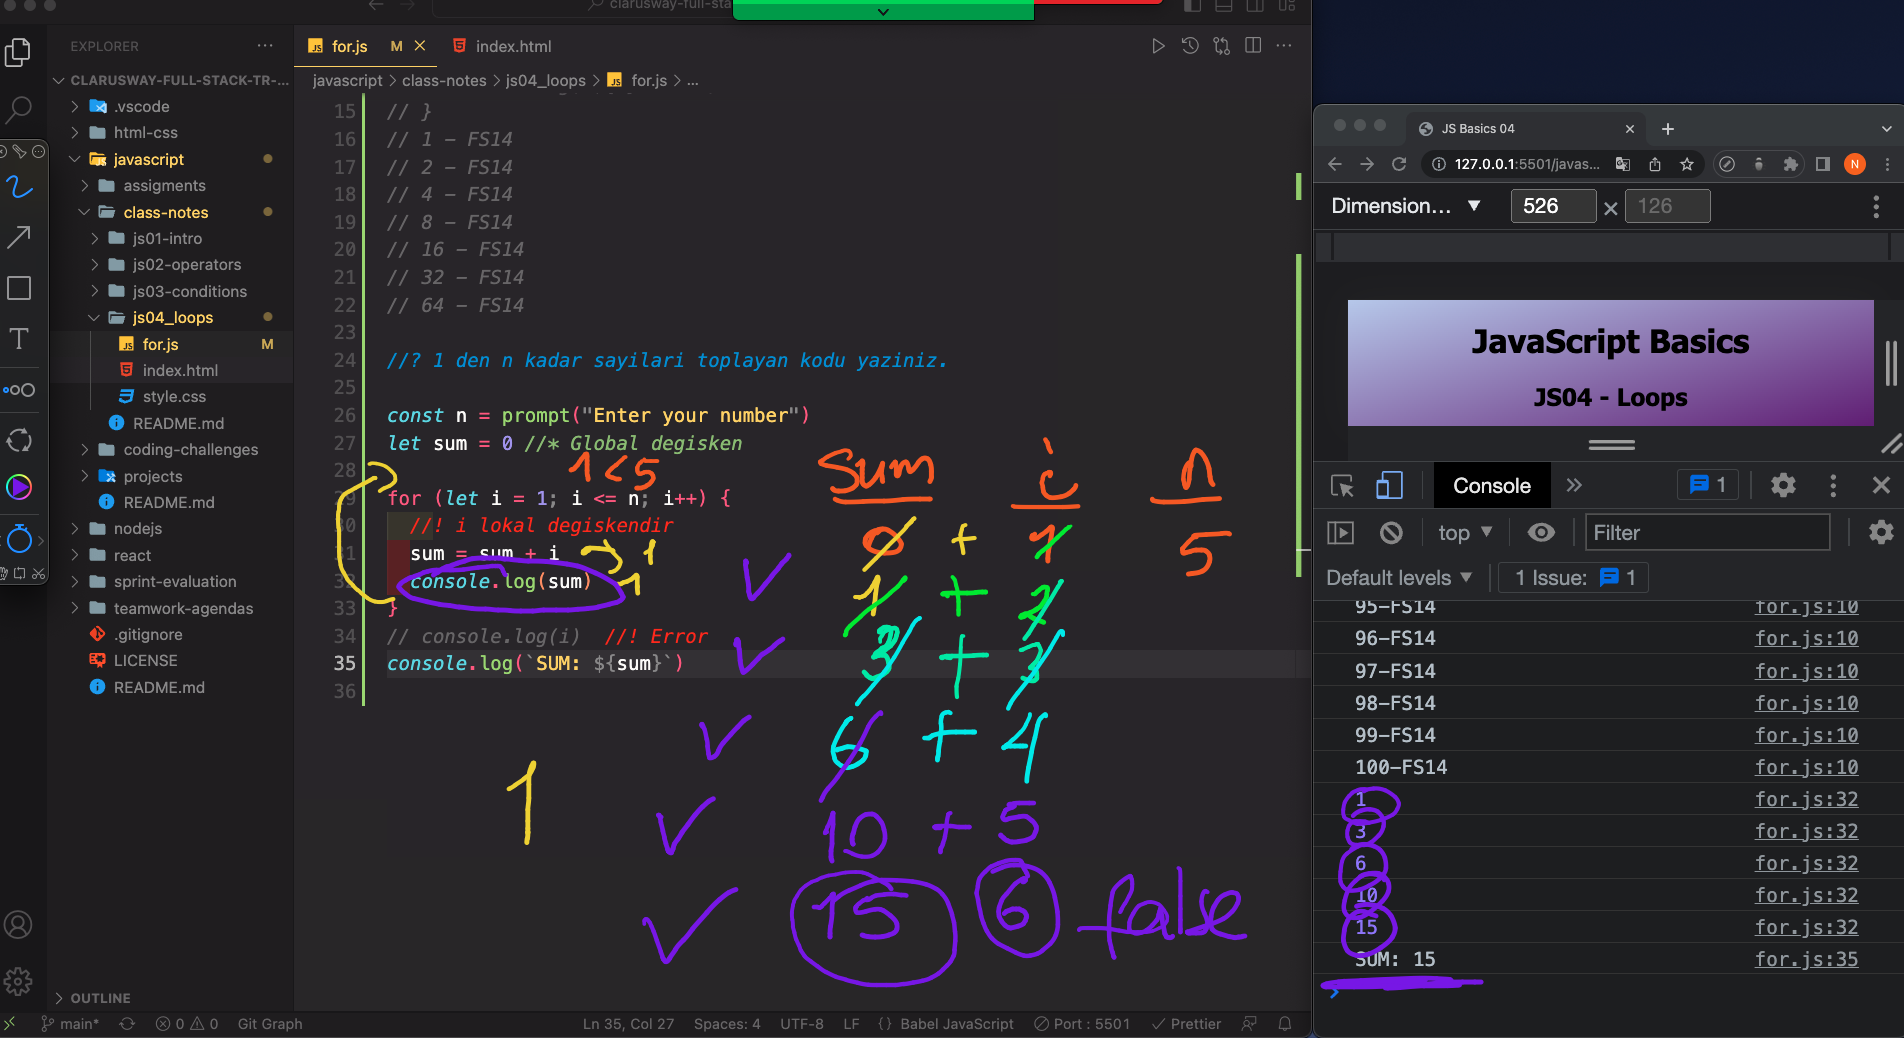 clarusway-full-sta
EXPLORER
for.js M
index.html
CLARUSWAY-FULL-STACK-TR-...
javascript > class-notes > js04_loops > for.js > ...
.vscode
html-css
javascript
assigments
class-notes
js01-intro
js02-operators
js03-conditions
js04_loops
for.js M
index.html
style.css
README.md
coding-challenges
projects
README.md
nodejs
react
sprint-evaluation
teamwork-agendas
.gitignore
LICENSE
README.md
OUTLINE
15 // }
16 // 1 - FS14
17 // 2 - FS14
18 // 4 - FS14
19 // 8 - FS14
20 // 16 - FS14
21 // 32 - FS14
22 // 64 - FS14
23
24 //? 1 den n kadar sayilari toplayan kodu yaziniz.
25
26 const n = prompt("Enter your number")
27 let sum = 0 //* Global degisken
28
29 for (let i = 1; i <= n; i++) {
30 //! i lokal degiskendir
31 sum = sum + i
32 console.log(sum)
33 }
34 // console.log(i) //! Error
35 console.log(`SUM: ${sum}`)
36
1<5
Sum i n
0 + 1 5
1
1
1 + 2
3 + 3
6 + 4
1
10 + 5
15 6 false
main* 0 0 Git Graph Ln 35, Col 27 Spaces: 4 UTF-8 LF {} Babel JavaScript Port : 5501 Prettier
JS Basics 04
127.0.0.1:5501/javas...
N
Dimension... 526 × 126
JavaScript Basics
JS04 - Loops
Console 1
top Filter
Default levels 1 Issue: 1
95-FS14 for.js:10
96-FS14 for.js:10
97-FS14 for.js:10
98-FS14 for.js:10
99-FS14 for.js:10
100-FS14 for.js:10
1 for.js:32
3 for.js:32
6 for.js:32
10 for.js:32
15 for.js:32
SUM: 15 for.js:35